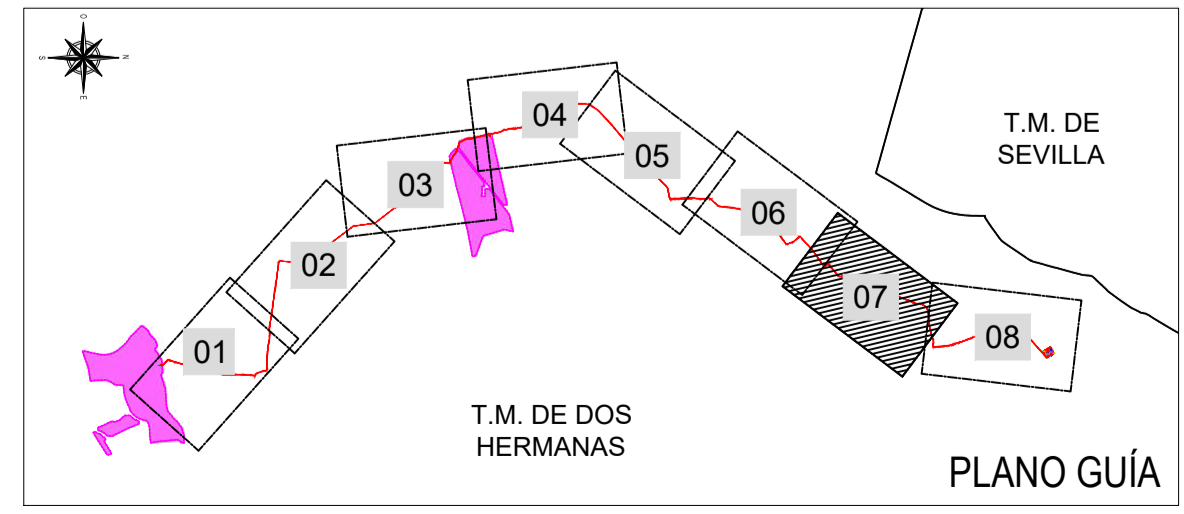 O
S
N
E
04
T.M. DE
SEVILLA
05
03
06
02
07
08
01
T.M. DE DOS
HERMANAS
PLANO GUÍA